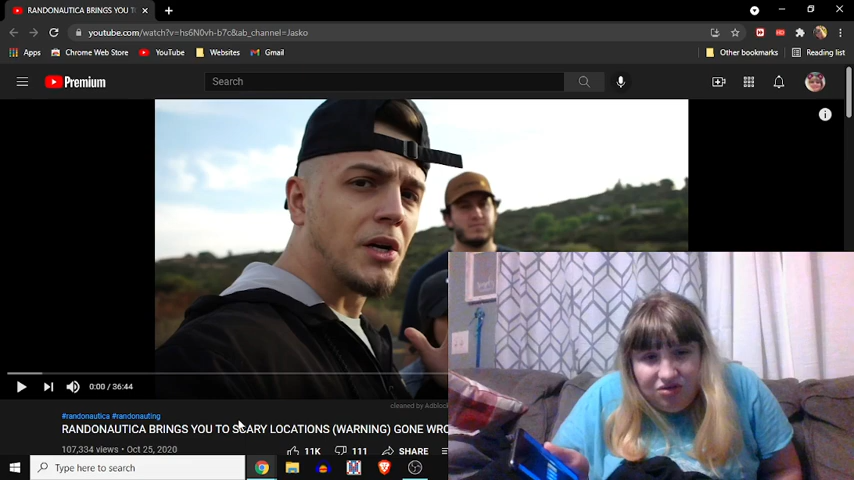 RANDONAUTICA BRINGS YOU TO
youtube.com/watch?v=hs6N0vh-b7c&ab_channel=Jasko
Apps Chrome Web Store YouTube Websites Gmail Other bookmarks Reading list
Premium Search
0:00 / 36:44
cleaned by Adblock
#randonautica #randonauting
RANDONAUTICA BRINGS YOU TO SCARY LOCATIONS (WARNING) GONE WRO
107,334 views • Oct 25, 2020 11K 111 SHARE
Type here to search